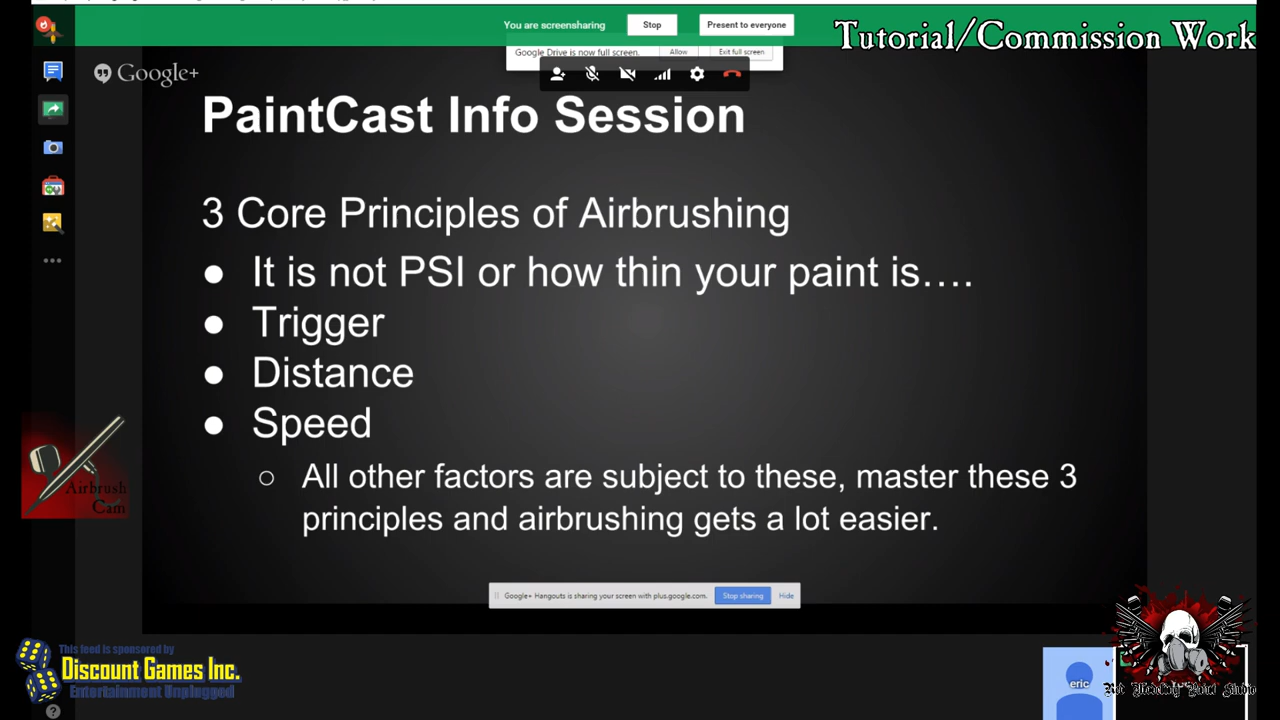 You are screensharing Stop Present to everyone
Tutorial/Commission Work
Google Drive is now full screen. Allow Exit full screen
Google+
PaintCast Info Session
3 Core Principles of Airbrushing
● It is not PSI or how thin your paint is….
● Trigger
● Distance
● Speed
○ All other factors are subject to these, master these 3
principles and airbrushing gets a lot easier.
Airbrush
Cam
Google+ Hangouts is sharing your screen with plus.google.com. Stop sharing Hide
This feed is sponsored by
Discount Games Inc.
Entertainment Unplugged
eric